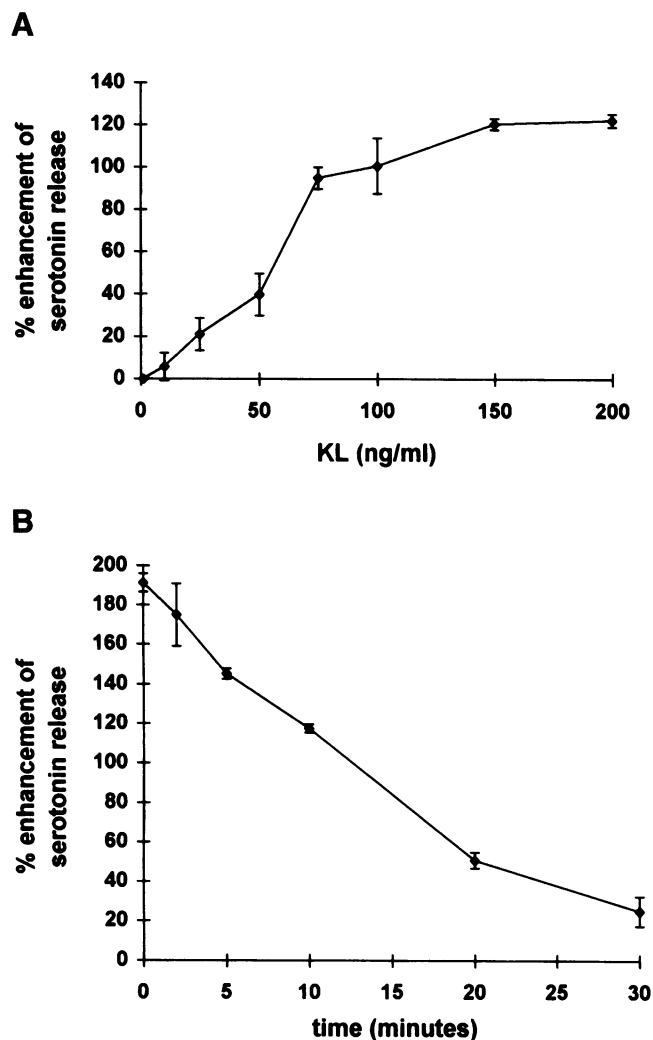 A
140
120
100
80
60
40
20
0
% enhancement of
serotonin release
0 50 100 150 200
KL (ng/ml)
B
200
180
160
140
120
100
80
60
40
20
0
% enhancement of
serotonin release
0 5 10 15 20 25 30
time (minutes)